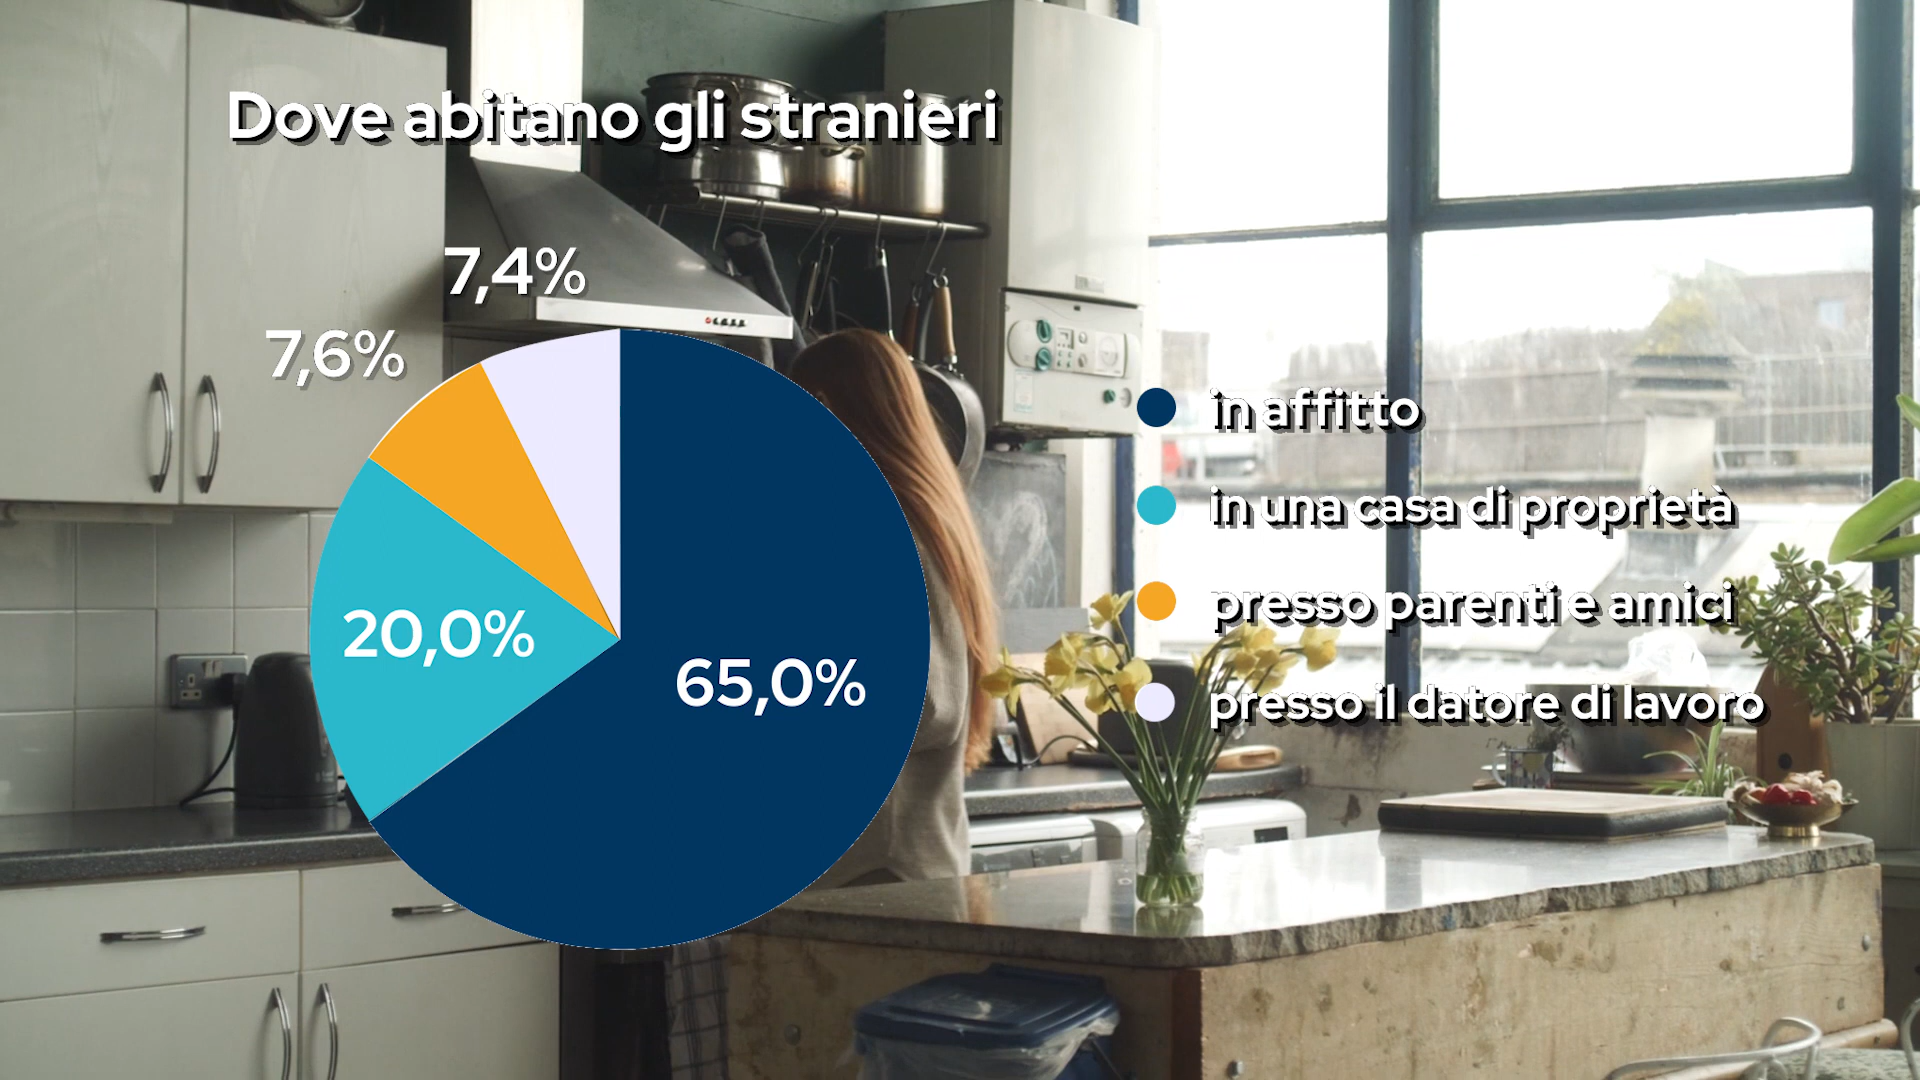 Dove abitano gli stranieri
7,4%
7,6%
20,0%
65,0%
in affitto
in una casa di proprietà
presso parenti e amici
presso il datore di lavoro